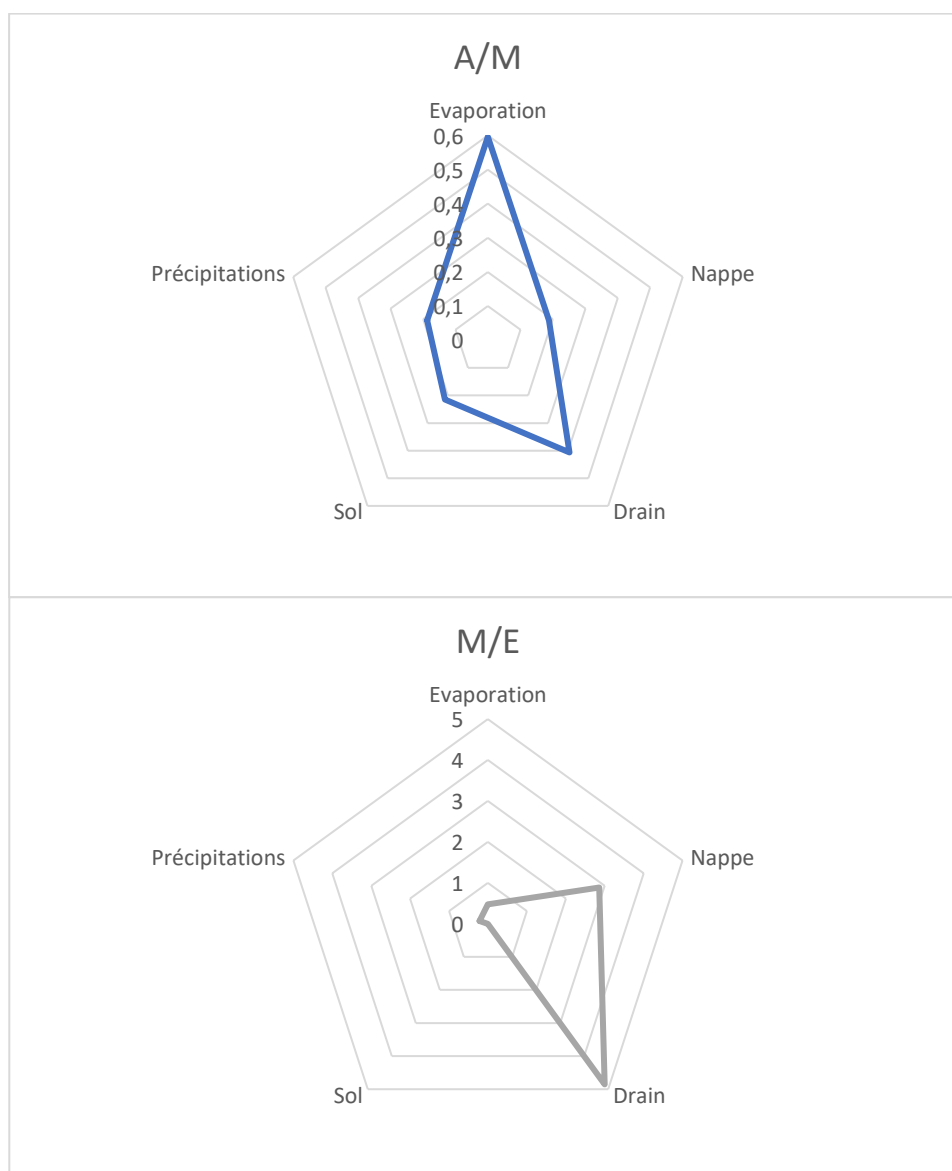 A/M
Evaporation
0,6
0,5
0,4
0,3
0,2
0,1
0
Précipitations
Nappe
Sol
Drain
M/E
Evaporation
5
4
3
2
1
0
Précipitations
Nappe
Sol
Drain